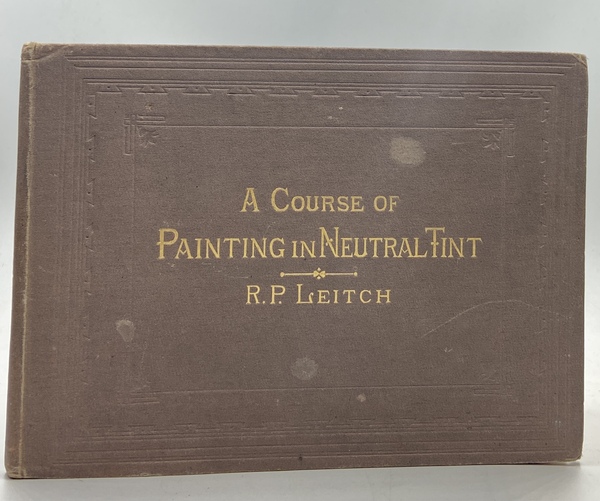 A COURSE OF
PAINTING IN NEUTRAL TINT
R.P. LEITCH